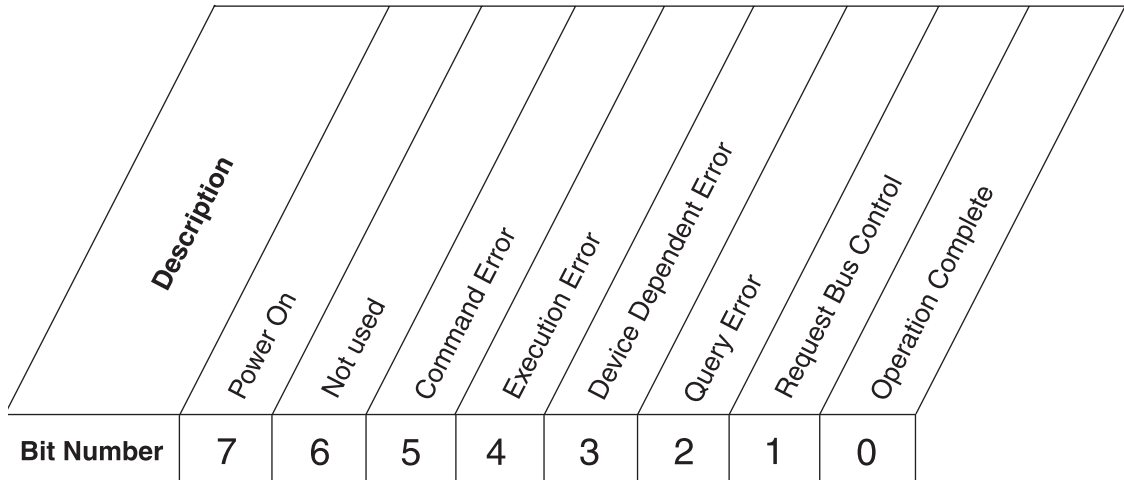 Description
Power On
Not used
Command Error
Execution Error
Device Dependent Error
Query Error
Request Bus Control
Operation Complete
Bit Number 7 6 5 4 3 2 1 0